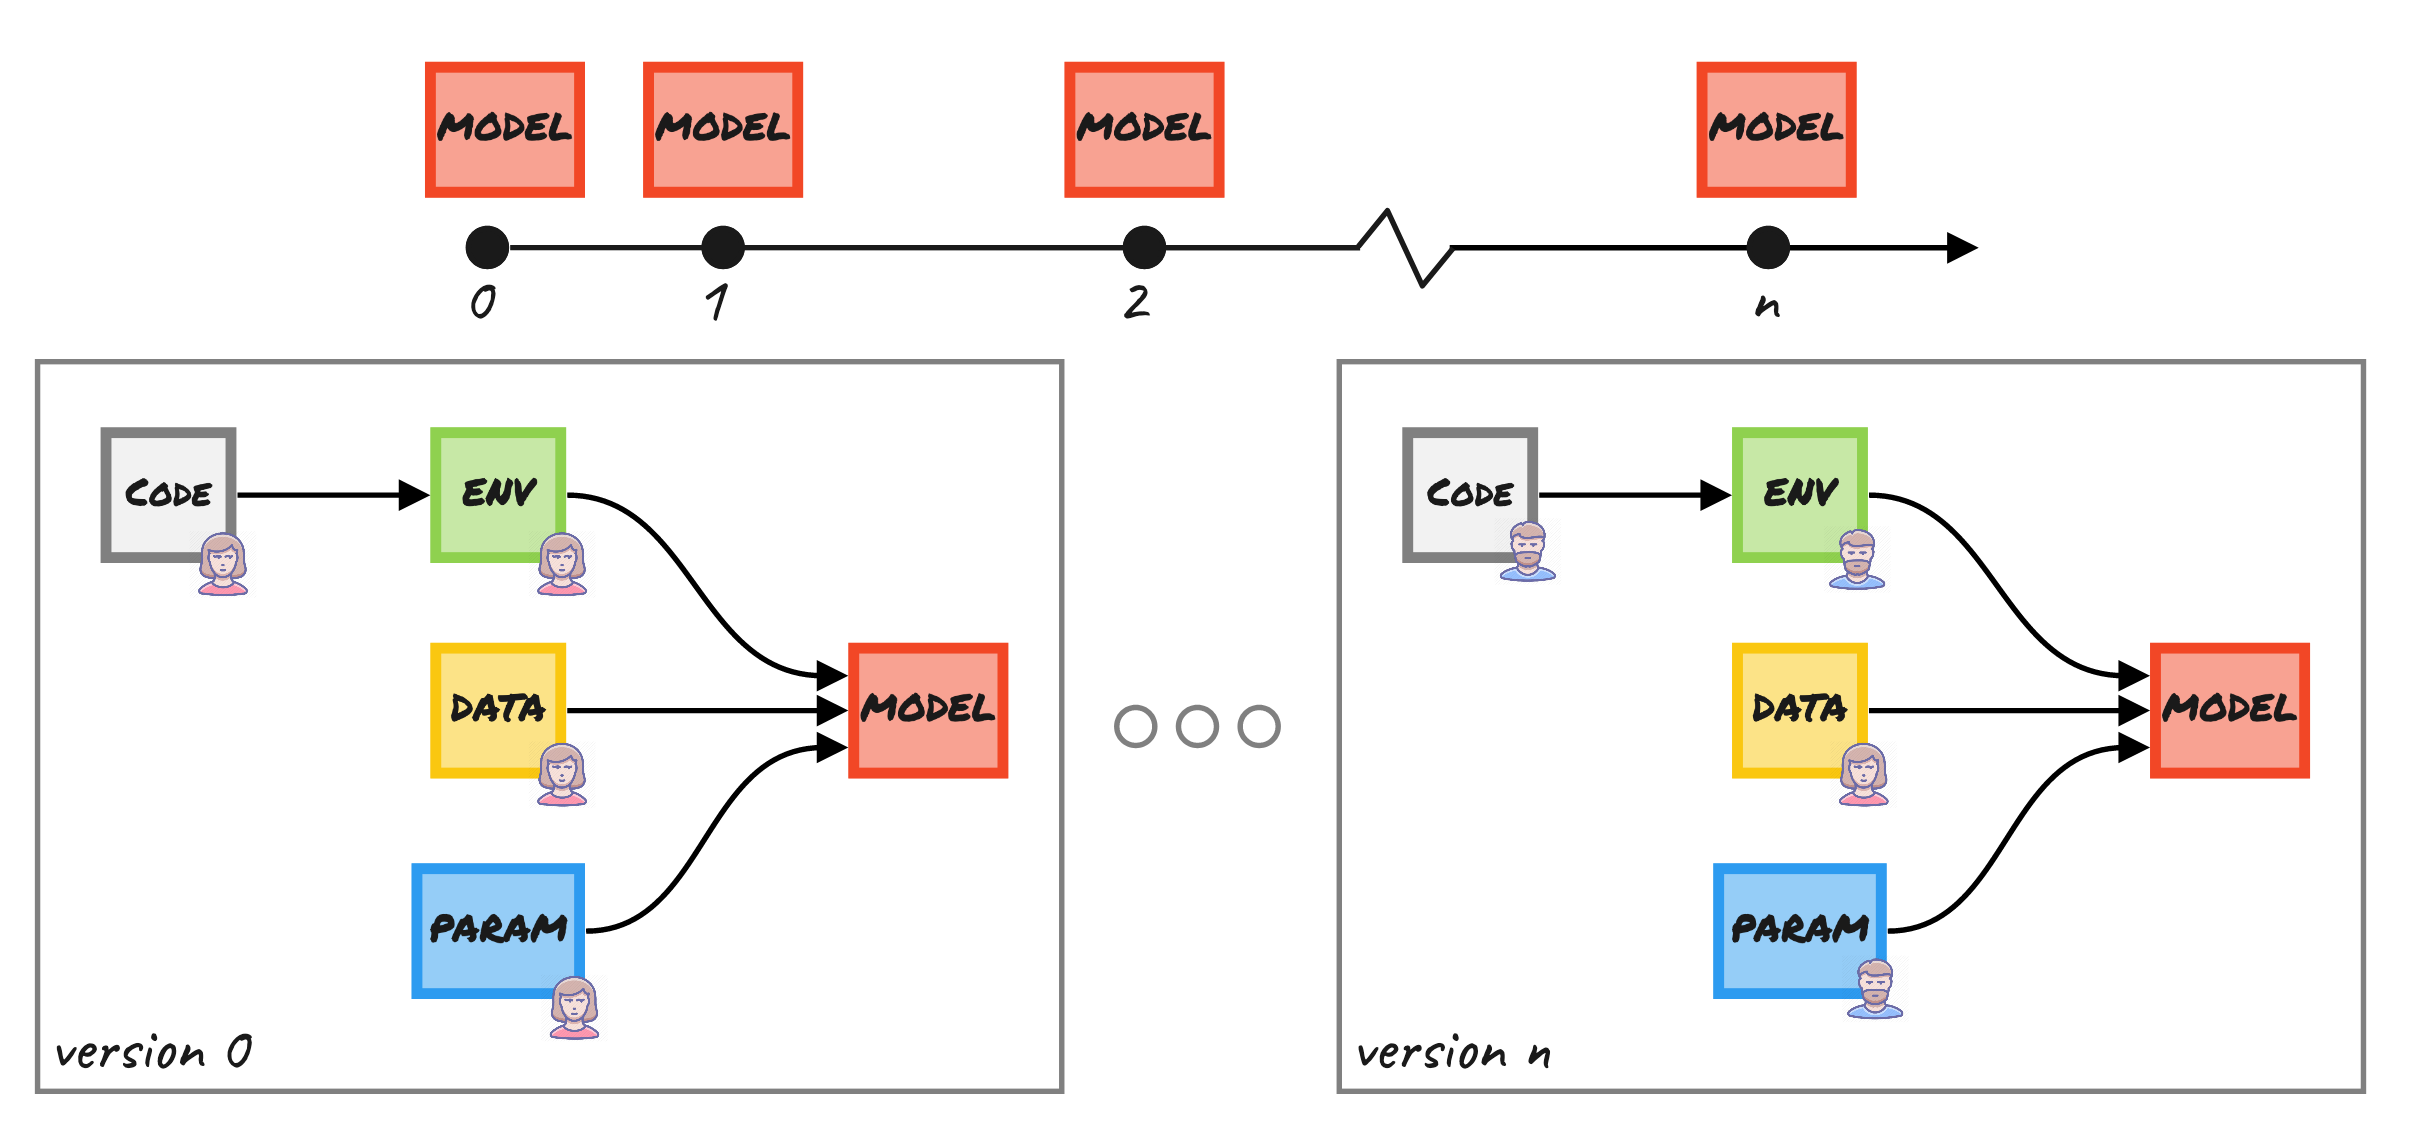 MODEL MODEL MODEL MODEL
0 1 2 n
CODE ENV
DATA MODEL
PARAM
version 0
CODE ENV
DATA MODEL
PARAM
version n